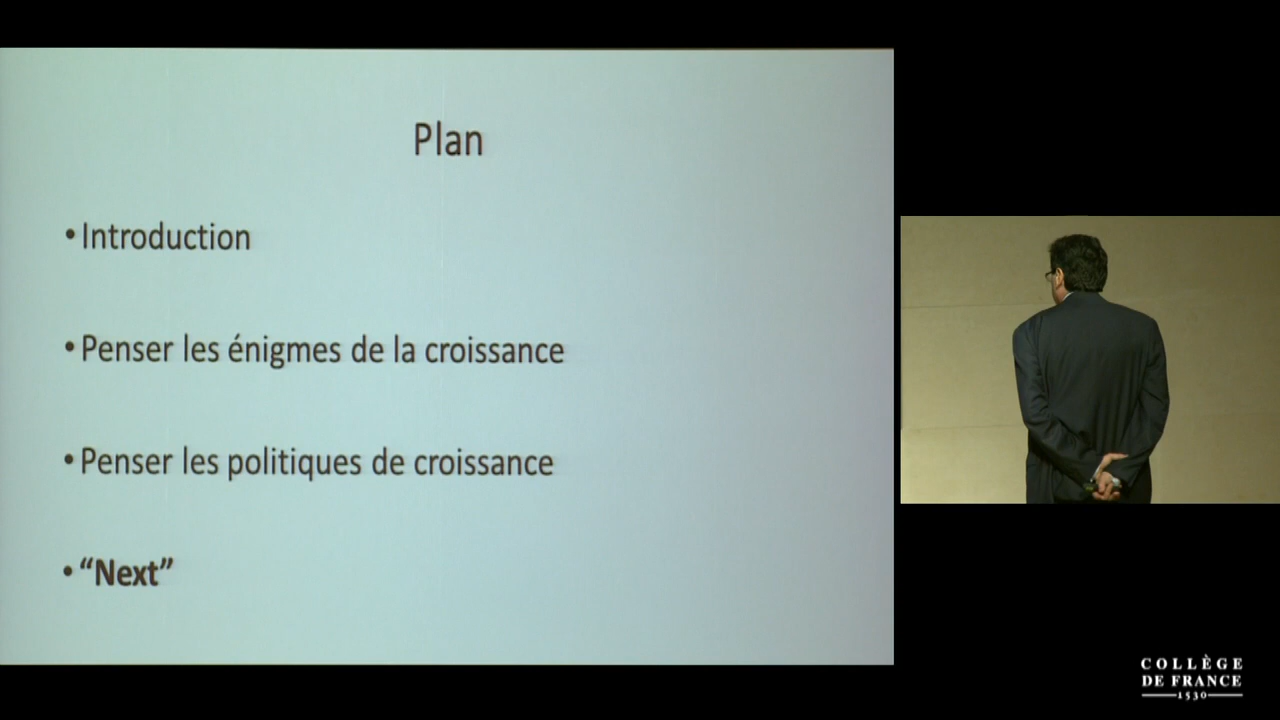 Plan
• Introduction
• Penser les énigmes de la croissance
• Penser les politiques de croissance
• “Next”
COLLÈGE
DE FRANCE
1530